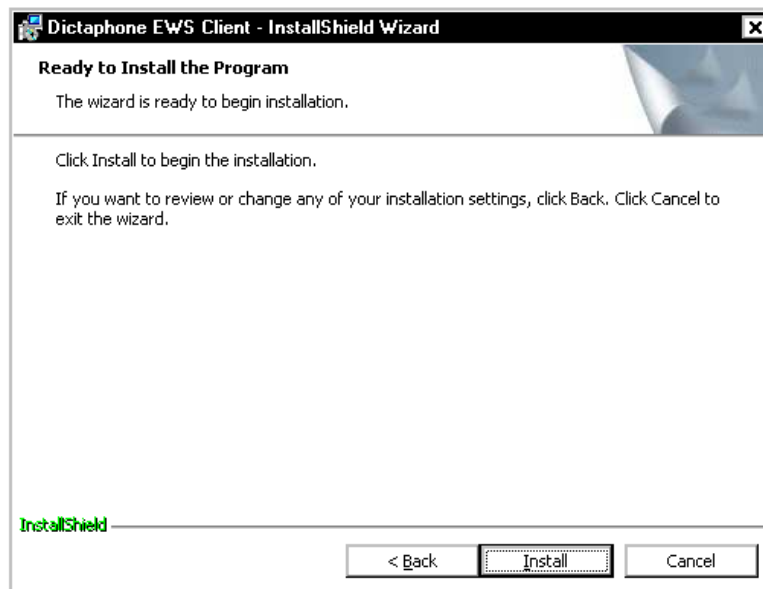 Dictaphone EWS Client - InstallShield Wizard
Ready to Install the Program
The wizard is ready to begin installation.
Click Install to begin the installation.
If you want to review or change any of your installation settings, click Back. Click Cancel to
exit the wizard.
InstallShield
< Back
Install
Cancel